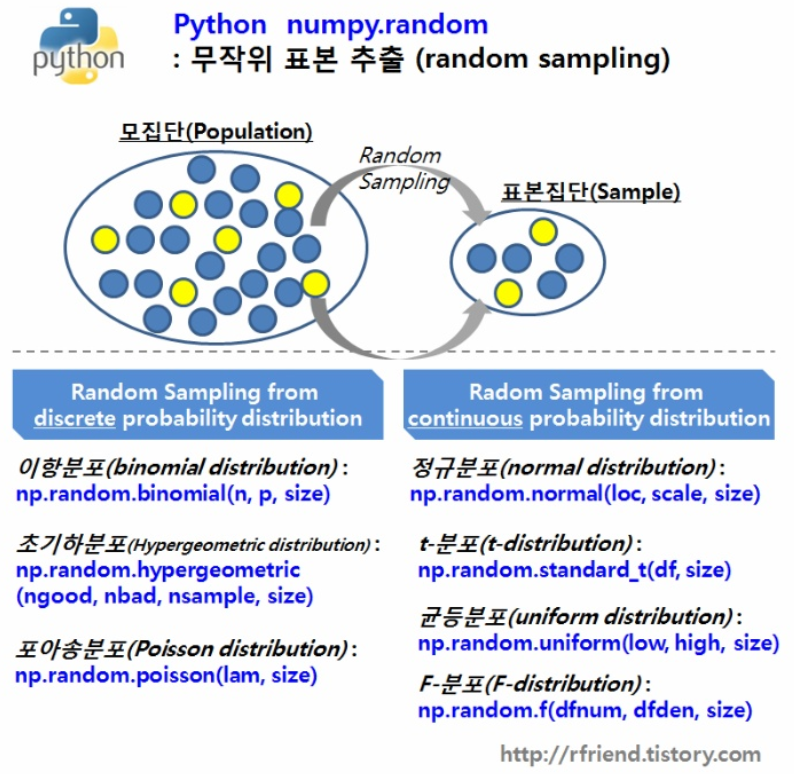 python
Python numpy.random
: 무작위 표본 추출 (random sampling)
모집단(Population)
Random
Sampling
표본집단(Sample)
Random Sampling from
discrete probability distribution
이항분포(binomial distribution) :
np.random.binomial(n, p, size)
초기하분포(Hypergeometric distribution) :
np.random.hypergeometric
(ngood, nbad, nsample, size)
포아송분포(Poisson distribution) :
np.random.poisson(lam, size)
Radom Sampling from
continuous probability distribution
정규분포(normal distribution) :
np.random.normal(loc, scale, size)
t-분포(t-distribution) :
np.random.standard_t(df, size)
균등분포(uniform distribution) :
np.random.uniform(low, high, size)
F-분포(F-distribution) :
np.random.f(dfnum, dfden, size)
http://rfriend.tistory.com